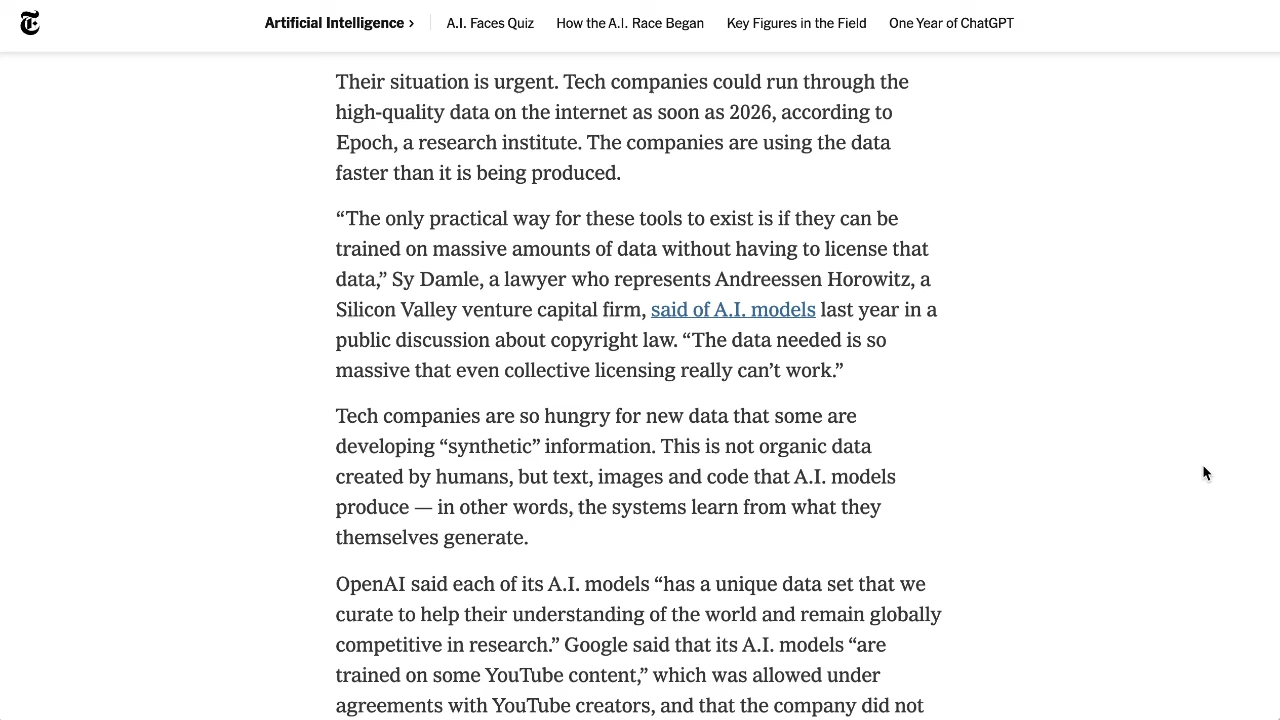 Artificial Intelligence › A.I. Faces Quiz How the A.I. Race Began Key Figures in the Field One Year of ChatGPT
Their situation is urgent. Tech companies could run through the
high-quality data on the internet as soon as 2026, according to
Epoch, a research institute. The companies are using the data
faster than it is being produced.
“The only practical way for these tools to exist is if they can be
trained on massive amounts of data without having to license that
data,” Sy Damle, a lawyer who represents Andreessen Horowitz, a
Silicon Valley venture capital firm, said of A.I. models last year in a
public discussion about copyright law. “The data needed is so
massive that even collective licensing really can’t work.”
Tech companies are so hungry for new data that some are
developing “synthetic” information. This is not organic data
created by humans, but text, images and code that A.I. models
produce — in other words, the systems learn from what they
themselves generate.
OpenAI said each of its A.I. models “has a unique data set that we
curate to help their understanding of the world and remain globally
competitive in research.” Google said that its A.I. models “are
trained on some YouTube content,” which was allowed under
agreements with YouTube creators, and that the company did not